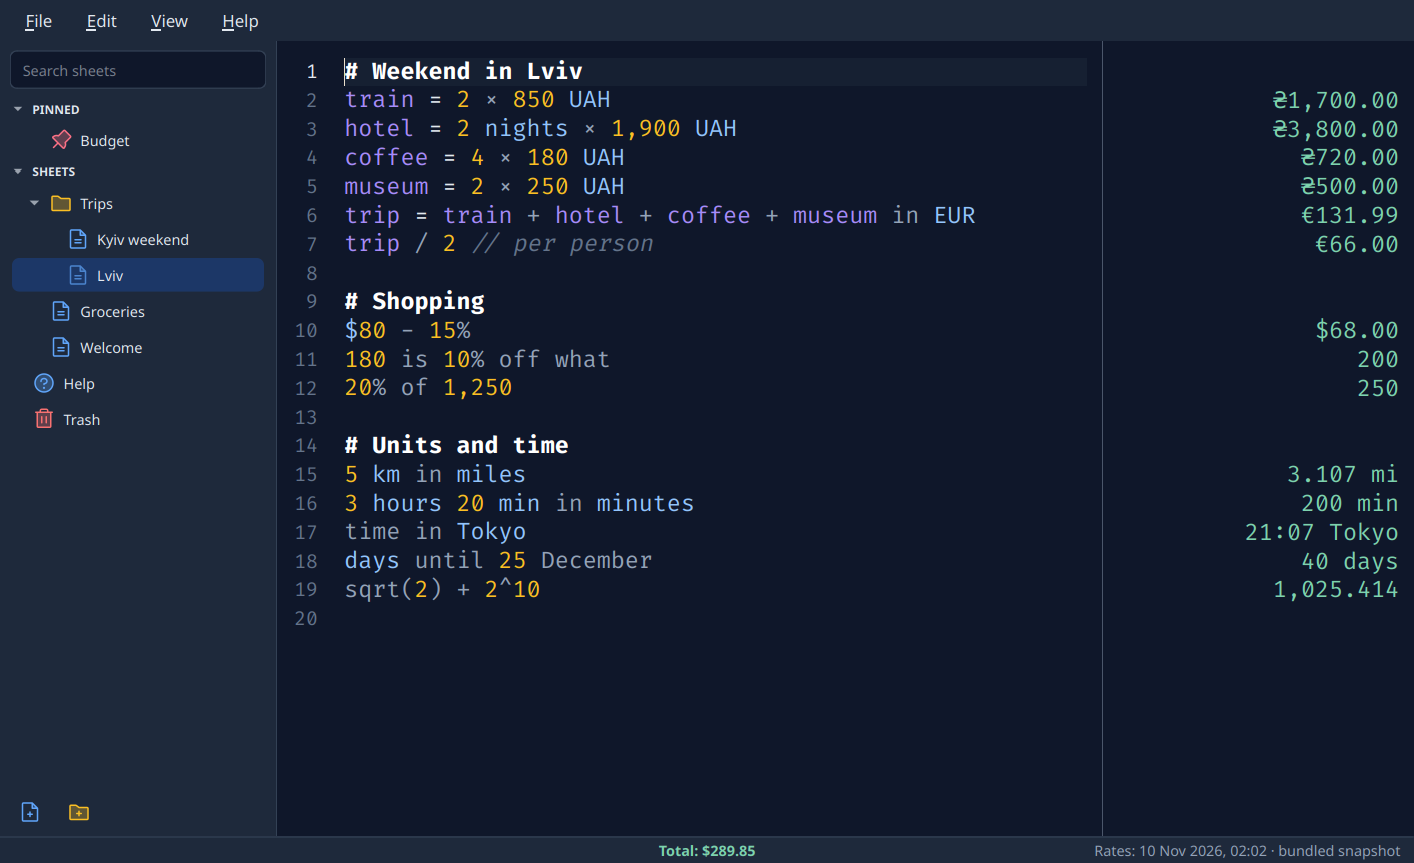 File Edit View Help
Search sheets
PINNED
Budget
SHEETS
Trips
Kyiv weekend
Lviv
Groceries
Welcome
Help
Trash
1 # Weekend in Lviv
2 train = 2 × 850 UAH ₴1,700.00
3 hotel = 2 nights × 1,900 UAH ₴3,800.00
4 coffee = 4 × 180 UAH ₴720.00
5 museum = 2 × 250 UAH ₴500.00
6 trip = train + hotel + coffee + museum in EUR €131.99
7 trip / 2 // per person €66.00
8
9 # Shopping
10 $80 − 15% $68.00
11 180 is 10% off what 200
12 20% of 1,250 250
13
14 # Units and time
15 5 km in miles 3.107 mi
16 3 hours 20 min in minutes 200 min
17 time in Tokyo 21:07 Tokyo
18 days until 25 December 40 days
19 sqrt(2) + 2^10 1,025.414
20
Total: $289.85 Rates: 10 Nov 2026, 02:02 · bundled snapshot